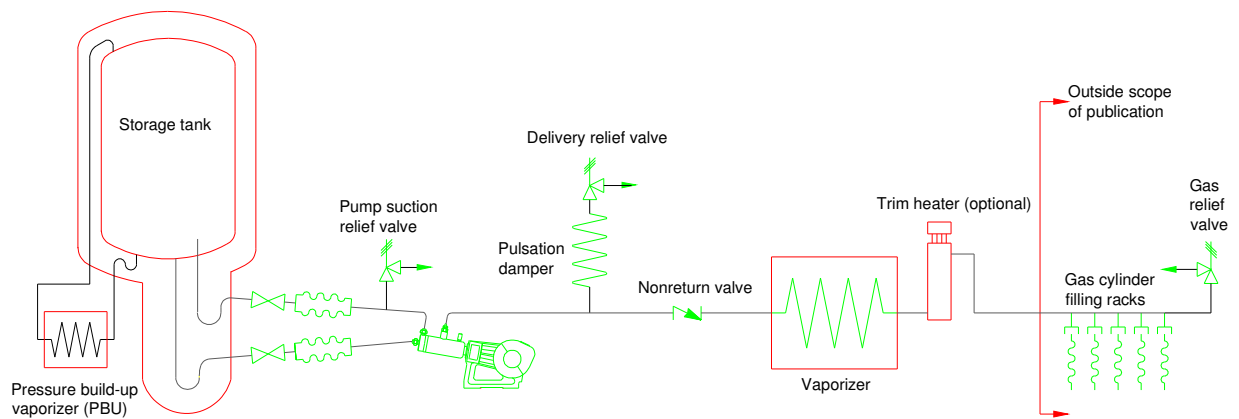 Storage tank
Pressure build-up
vaporizer (PBU)
Pump suction
relief valve
Delivery relief valve
Pulsation
damper
Nonreturn valve
Vaporizer
Trim heater (optional)
Outside scope
of publication
Gas
relief
valve
Gas cylinder
filling racks